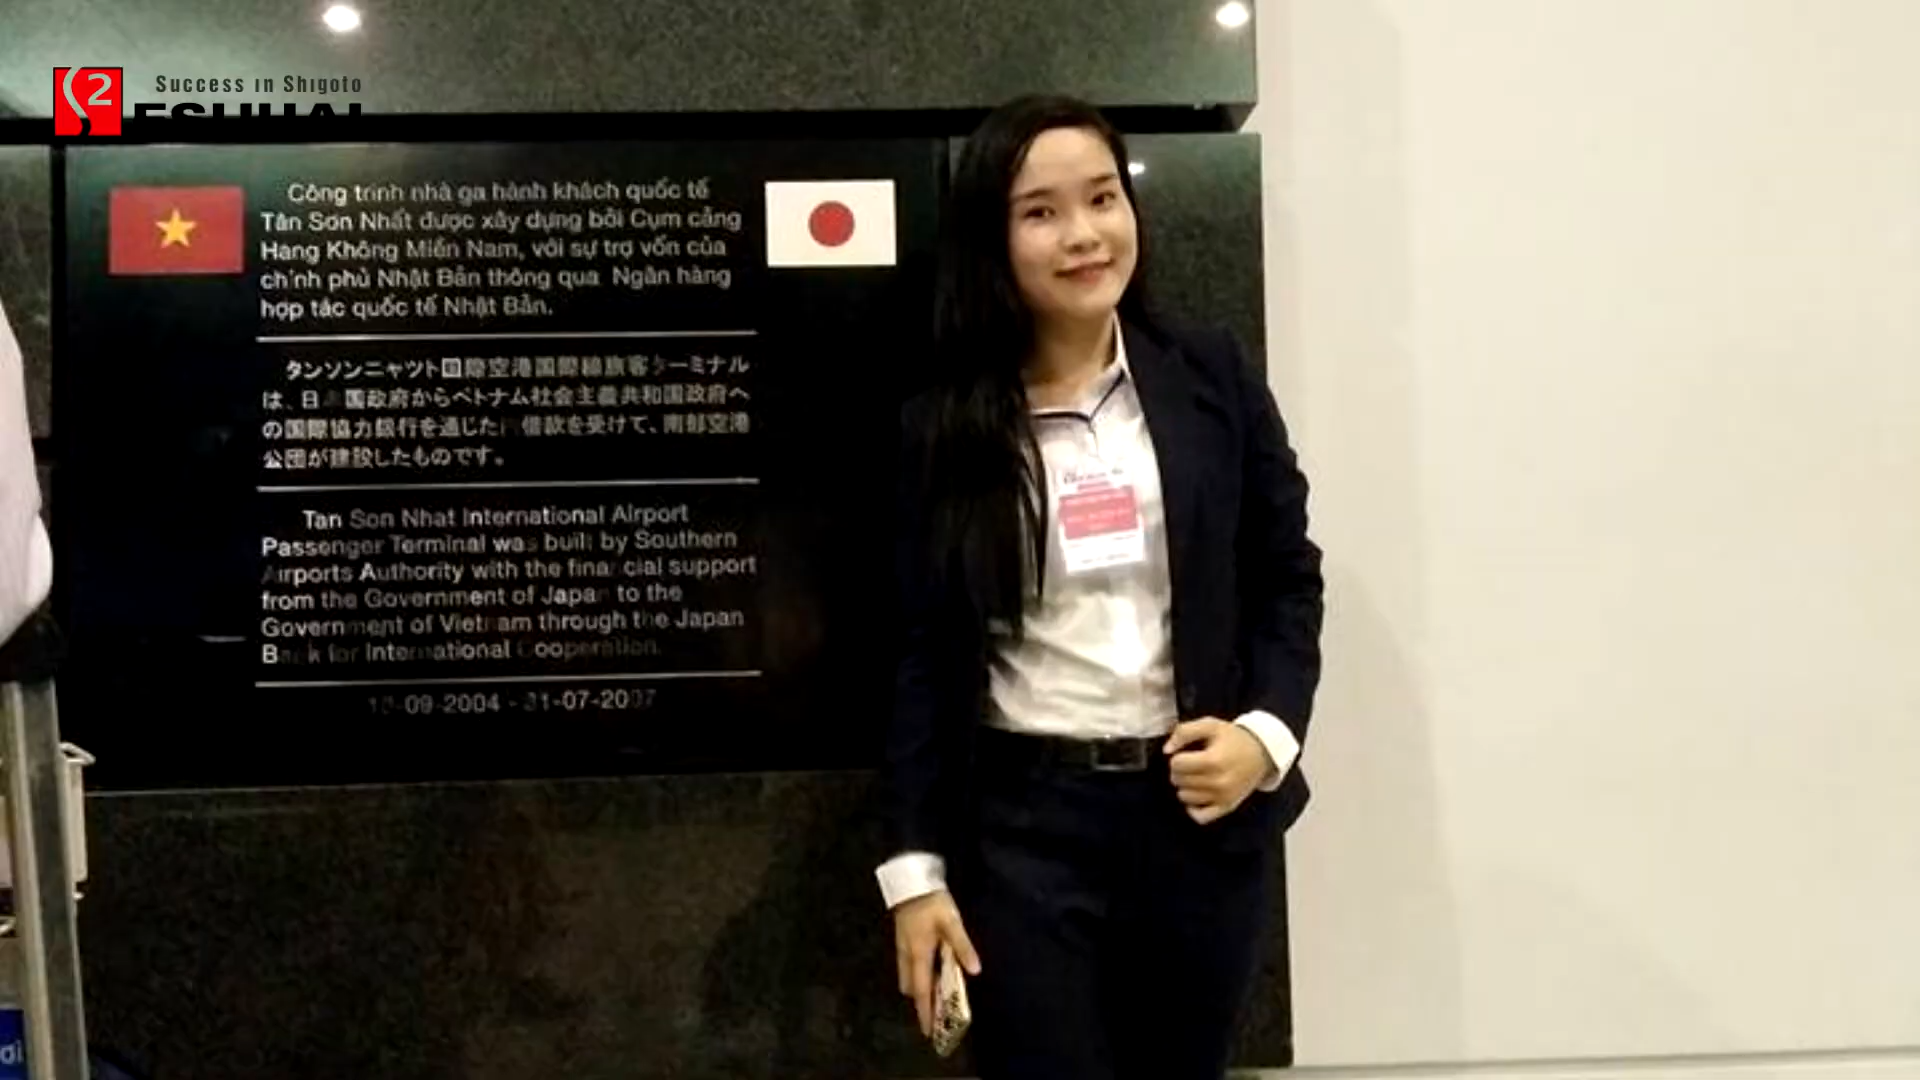 Success in Shigoto
ESUHAI
Công trình nhà ga hành khách quốc tế
Tân Sơn Nhất được xây dựng bởi Cụm cảng
Hàng Không Miền Nam, với sự trợ vốn của
chính phủ Nhật Bản thông qua Ngân hàng
hợp tác quốc tế Nhật Bản.
タンソンニャット国際空港国際線旅客ターミナル
は、日本国政府からベトナム社会主義共和国政府へ
の国際協力銀行を通じた円借款を受けて、南部空港
公団が建設したものです。
Tan Son Nhat International Airport
Passenger Terminal was built by Southern
Airports Authority with the financial support
from the Government of Japan to the
Government of Vietnam through the Japan
Bank for International Cooperation.
-09-2004 - 31-07-2007